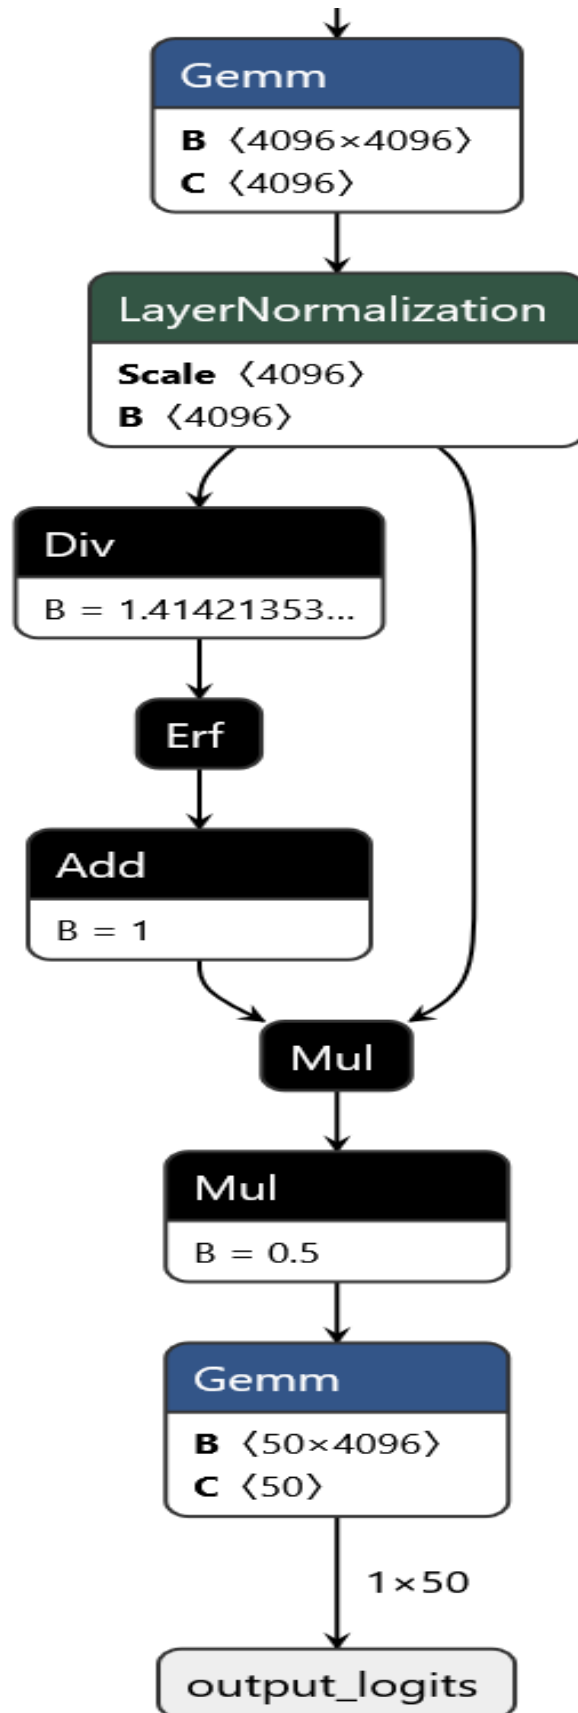 Gemm
B ⟨4096×4096⟩
C ⟨4096⟩
LayerNormalization
Scale ⟨4096⟩
B ⟨4096⟩
Div
B = 1.41421353...
Erf
Add
B = 1
Mul
Mul
B = 0.5
Gemm
B ⟨50×4096⟩
C ⟨50⟩
1×50
output_logits